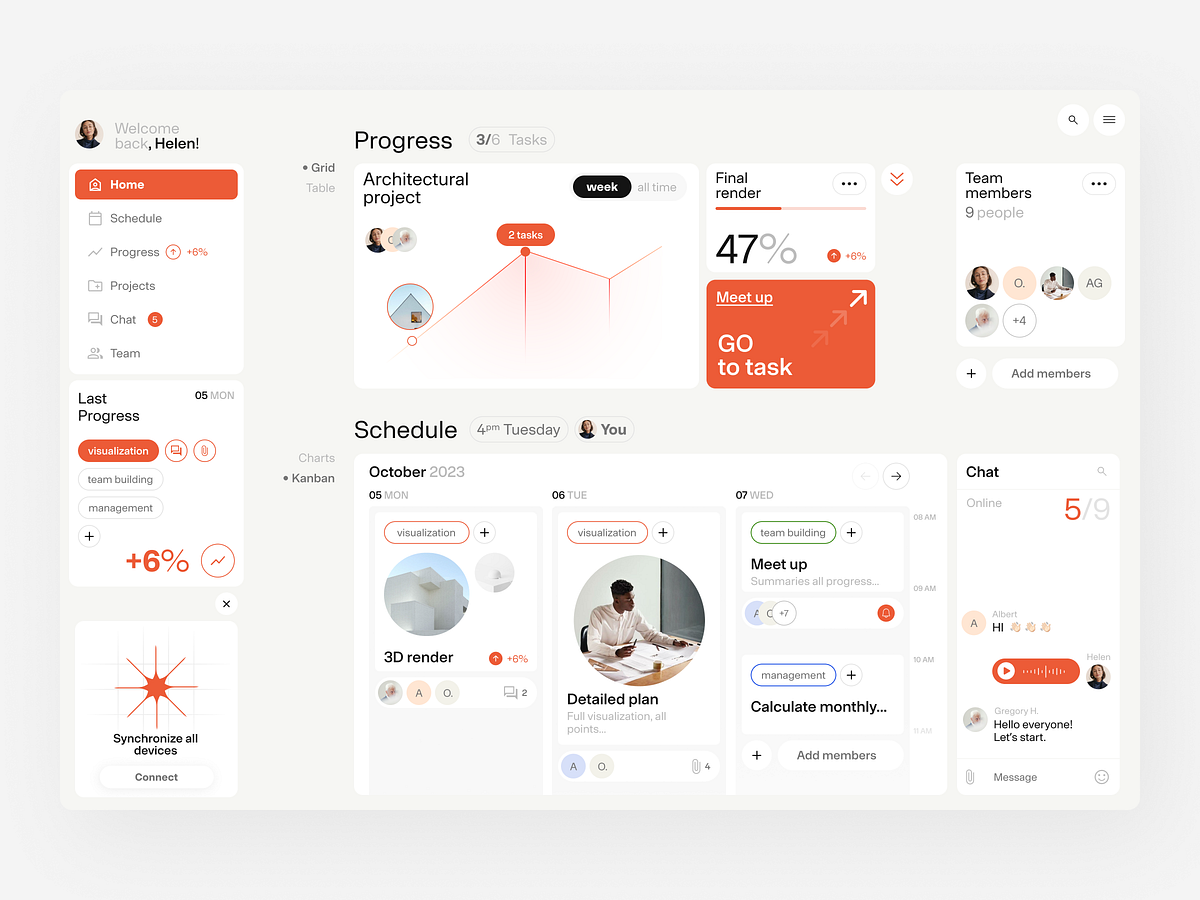 Welcome
back, Helen!
Home
Schedule
Progress +6%
Projects
Chat 5
Team
Last
Progress
05 MON
visualization
team building
management
+
+6%
Synchronize all
devices
Connect
Progress
3/6 Tasks
Grid
Table
Architectural
project
week
all time
2 tasks
Final
render
47%
+6%
Meet up
GO
to task
Team
members
9 people
O.
AG
+4
+
Add members
Schedule
4pm Tuesday
You
Charts
Kanban
October 2023
05 MON
visualization
+
3D render
+6%
A
O.
2
06 TUE
visualization
+
Detailed plan
Full visualization, all
points...
A
O.
4
07 WED
team building
+
Meet up
Summaries all progress...
+7
management
+
Calculate monthly...
+
Add members
08 AM
09 AM
10 AM
11 AM
Chat
Online
5/9
Albert
A
HI 👋🏻 👋🏻 👋🏻
Helen
Gregory H.
Hello everyone!
Let's start.
Message